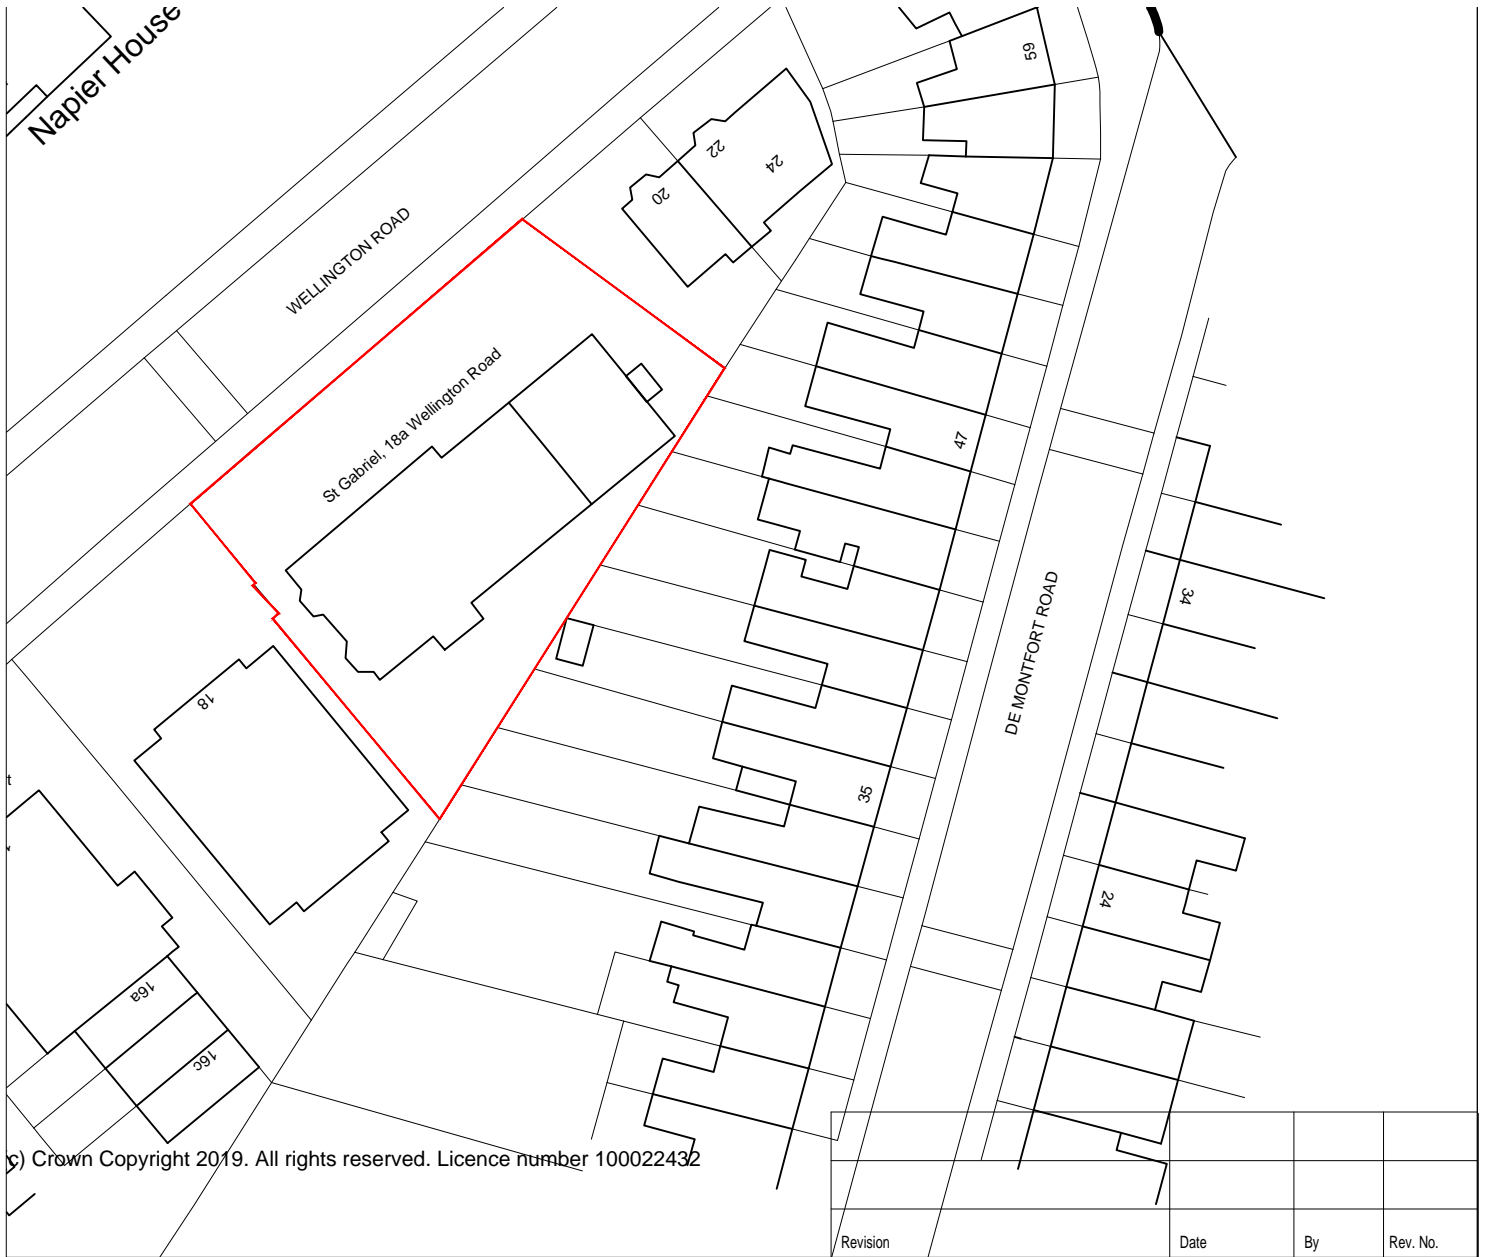 Napier House
WELLINGTON ROAD
59
22
24
20
St Gabriel, 18a Wellington Road
47
34
DE MONTFORT ROAD
18
t
35
24
16a
16c
c) Crown Copyright 2019. All rights reserved. Licence number 100022432
Revision
Date
By
Rev. No.